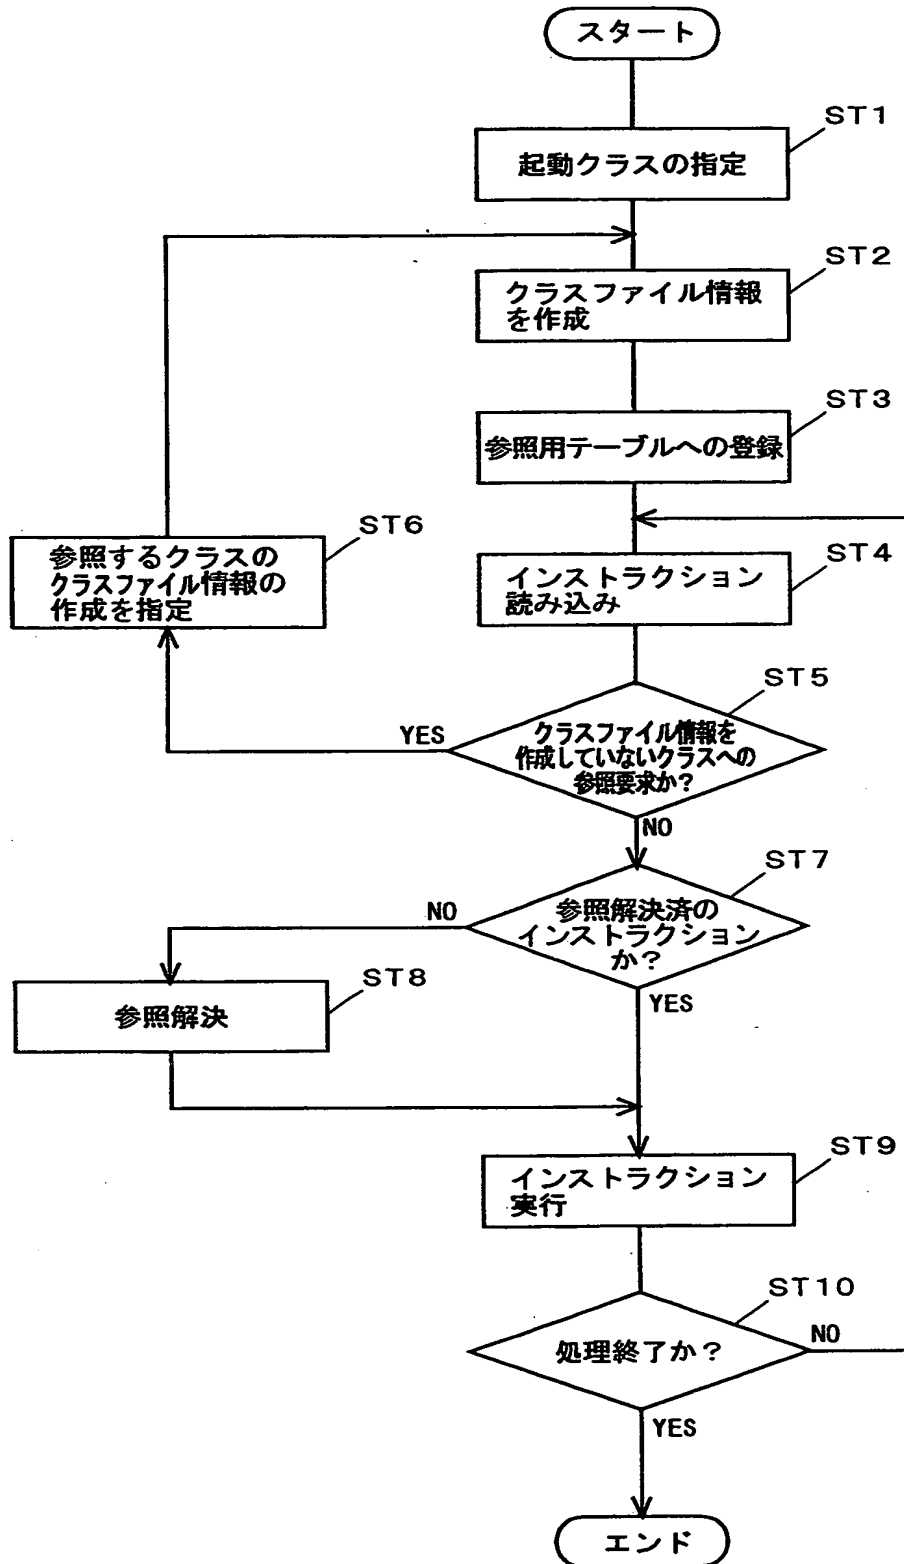 スタート
ST1
起動クラスの指定
ST2
クラスファイル情報
を作成
ST3
参照用テーブルへの登録
ST6
参照するクラスの
クラスファイル情報の
作成を指定
ST4
インストラクション
読み込み
ST5
クラスファイル情報を
作成していないクラスへの
参照要求か?
YES
NO
ST7
参照解決済の
インストラクション
か?
NO
YES
ST8
参照解決
ST9
インストラクション
実行
ST10
処理終了か?
NO
YES
エンド